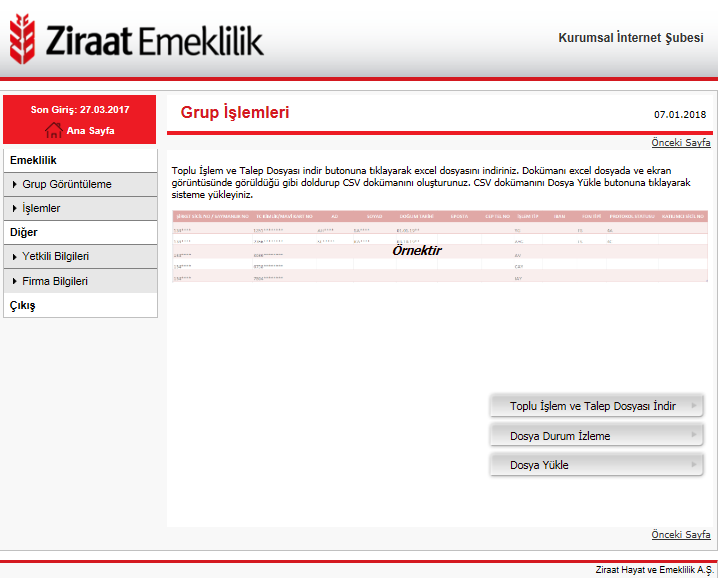 Ziraat Emeklilik
Kurumsal İnternet Şubesi
Son Giriş: 27.03.2017
Ana Sayfa
Grup İşlemleri
07.01.2018
Önceki Sayfa
Emeklilik
Grup Görüntüleme
İşlemler
Diğer
Yetkili Bilgileri
Firma Bilgileri
Çıkış
Toplu İşlem ve Talep Dosyası indir butonuna tıklayarak excel dosyasını indiriniz. Dokümanı excel dosyada ve ekran
görüntüsünde görüldüğü gibi doldurup CSV dokümanını oluşturunuz. CSV dokümanını Dosya Yükle butonuna tıklayarak
sisteme yükleyiniz.
Örnektir
Toplu İşlem ve Talep Dosyası İndir
Dosya Durum İzleme
Dosya Yükle
Önceki Sayfa
Ziraat Hayat ve Emeklilik A.Ş.